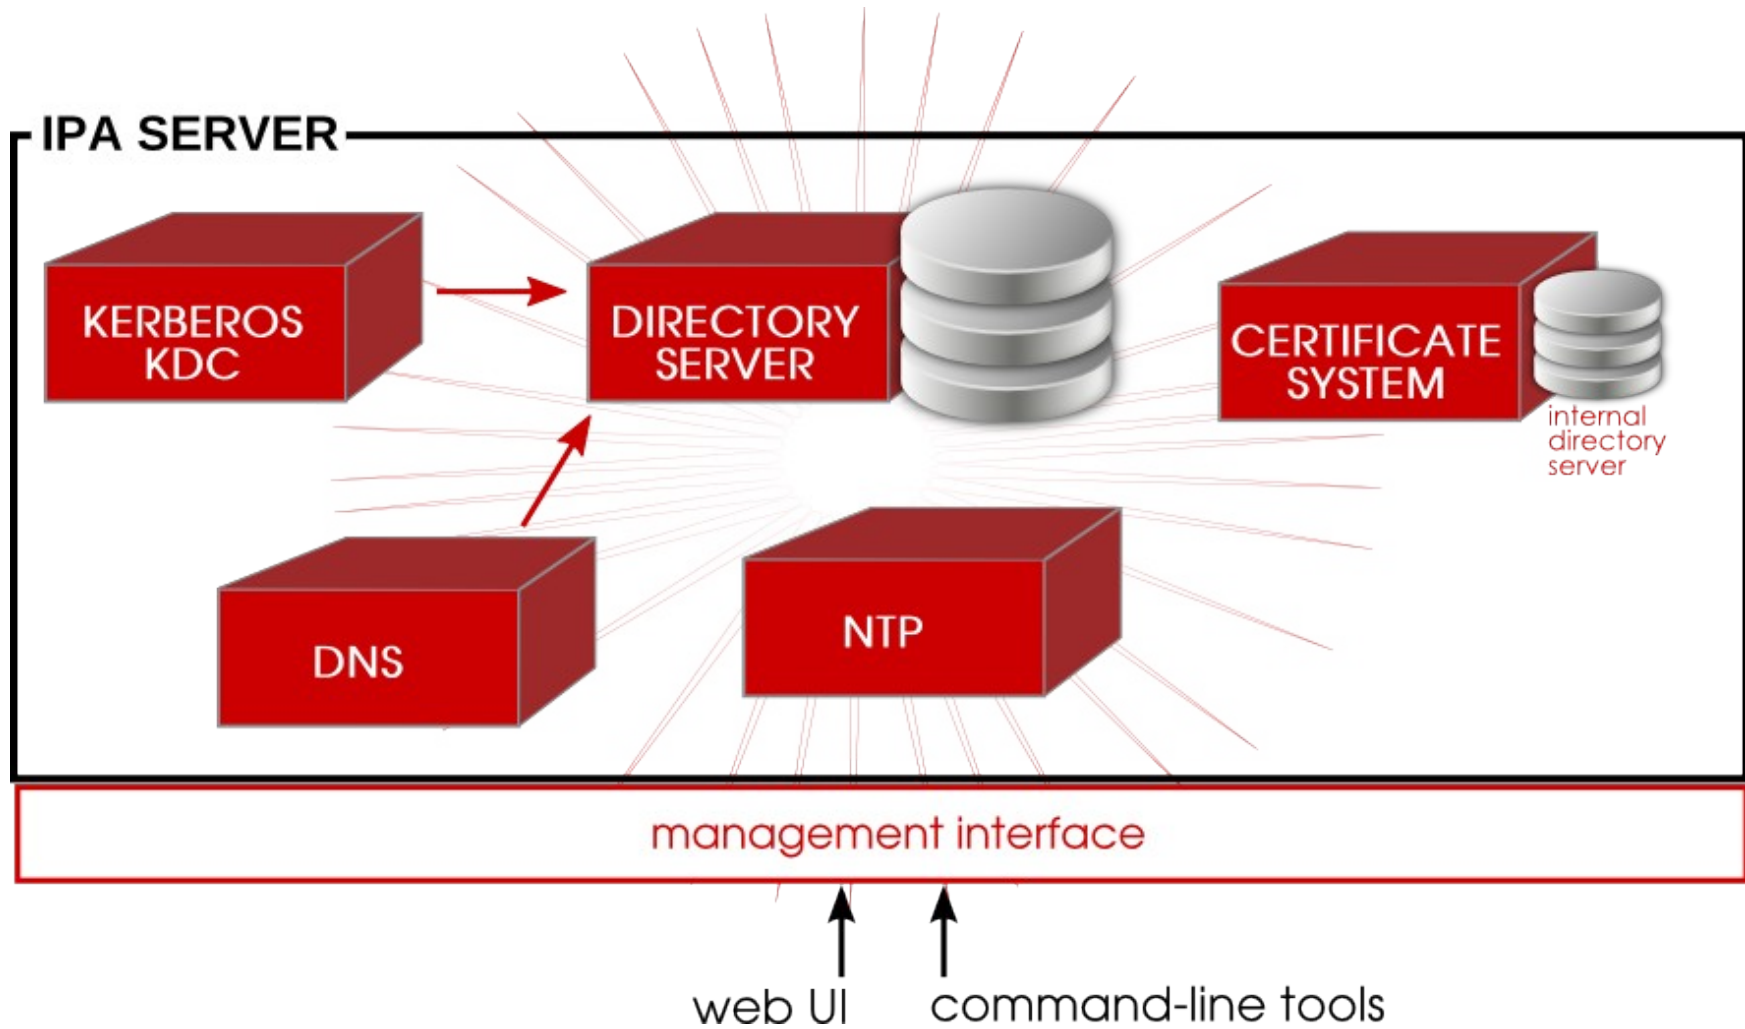 IPA SERVER
KERBEROS
KDC
DIRECTORY
SERVER
CERTIFICATE
SYSTEM
internal
directory
server
DNS
NTP
management interface
web UI
command-line tools